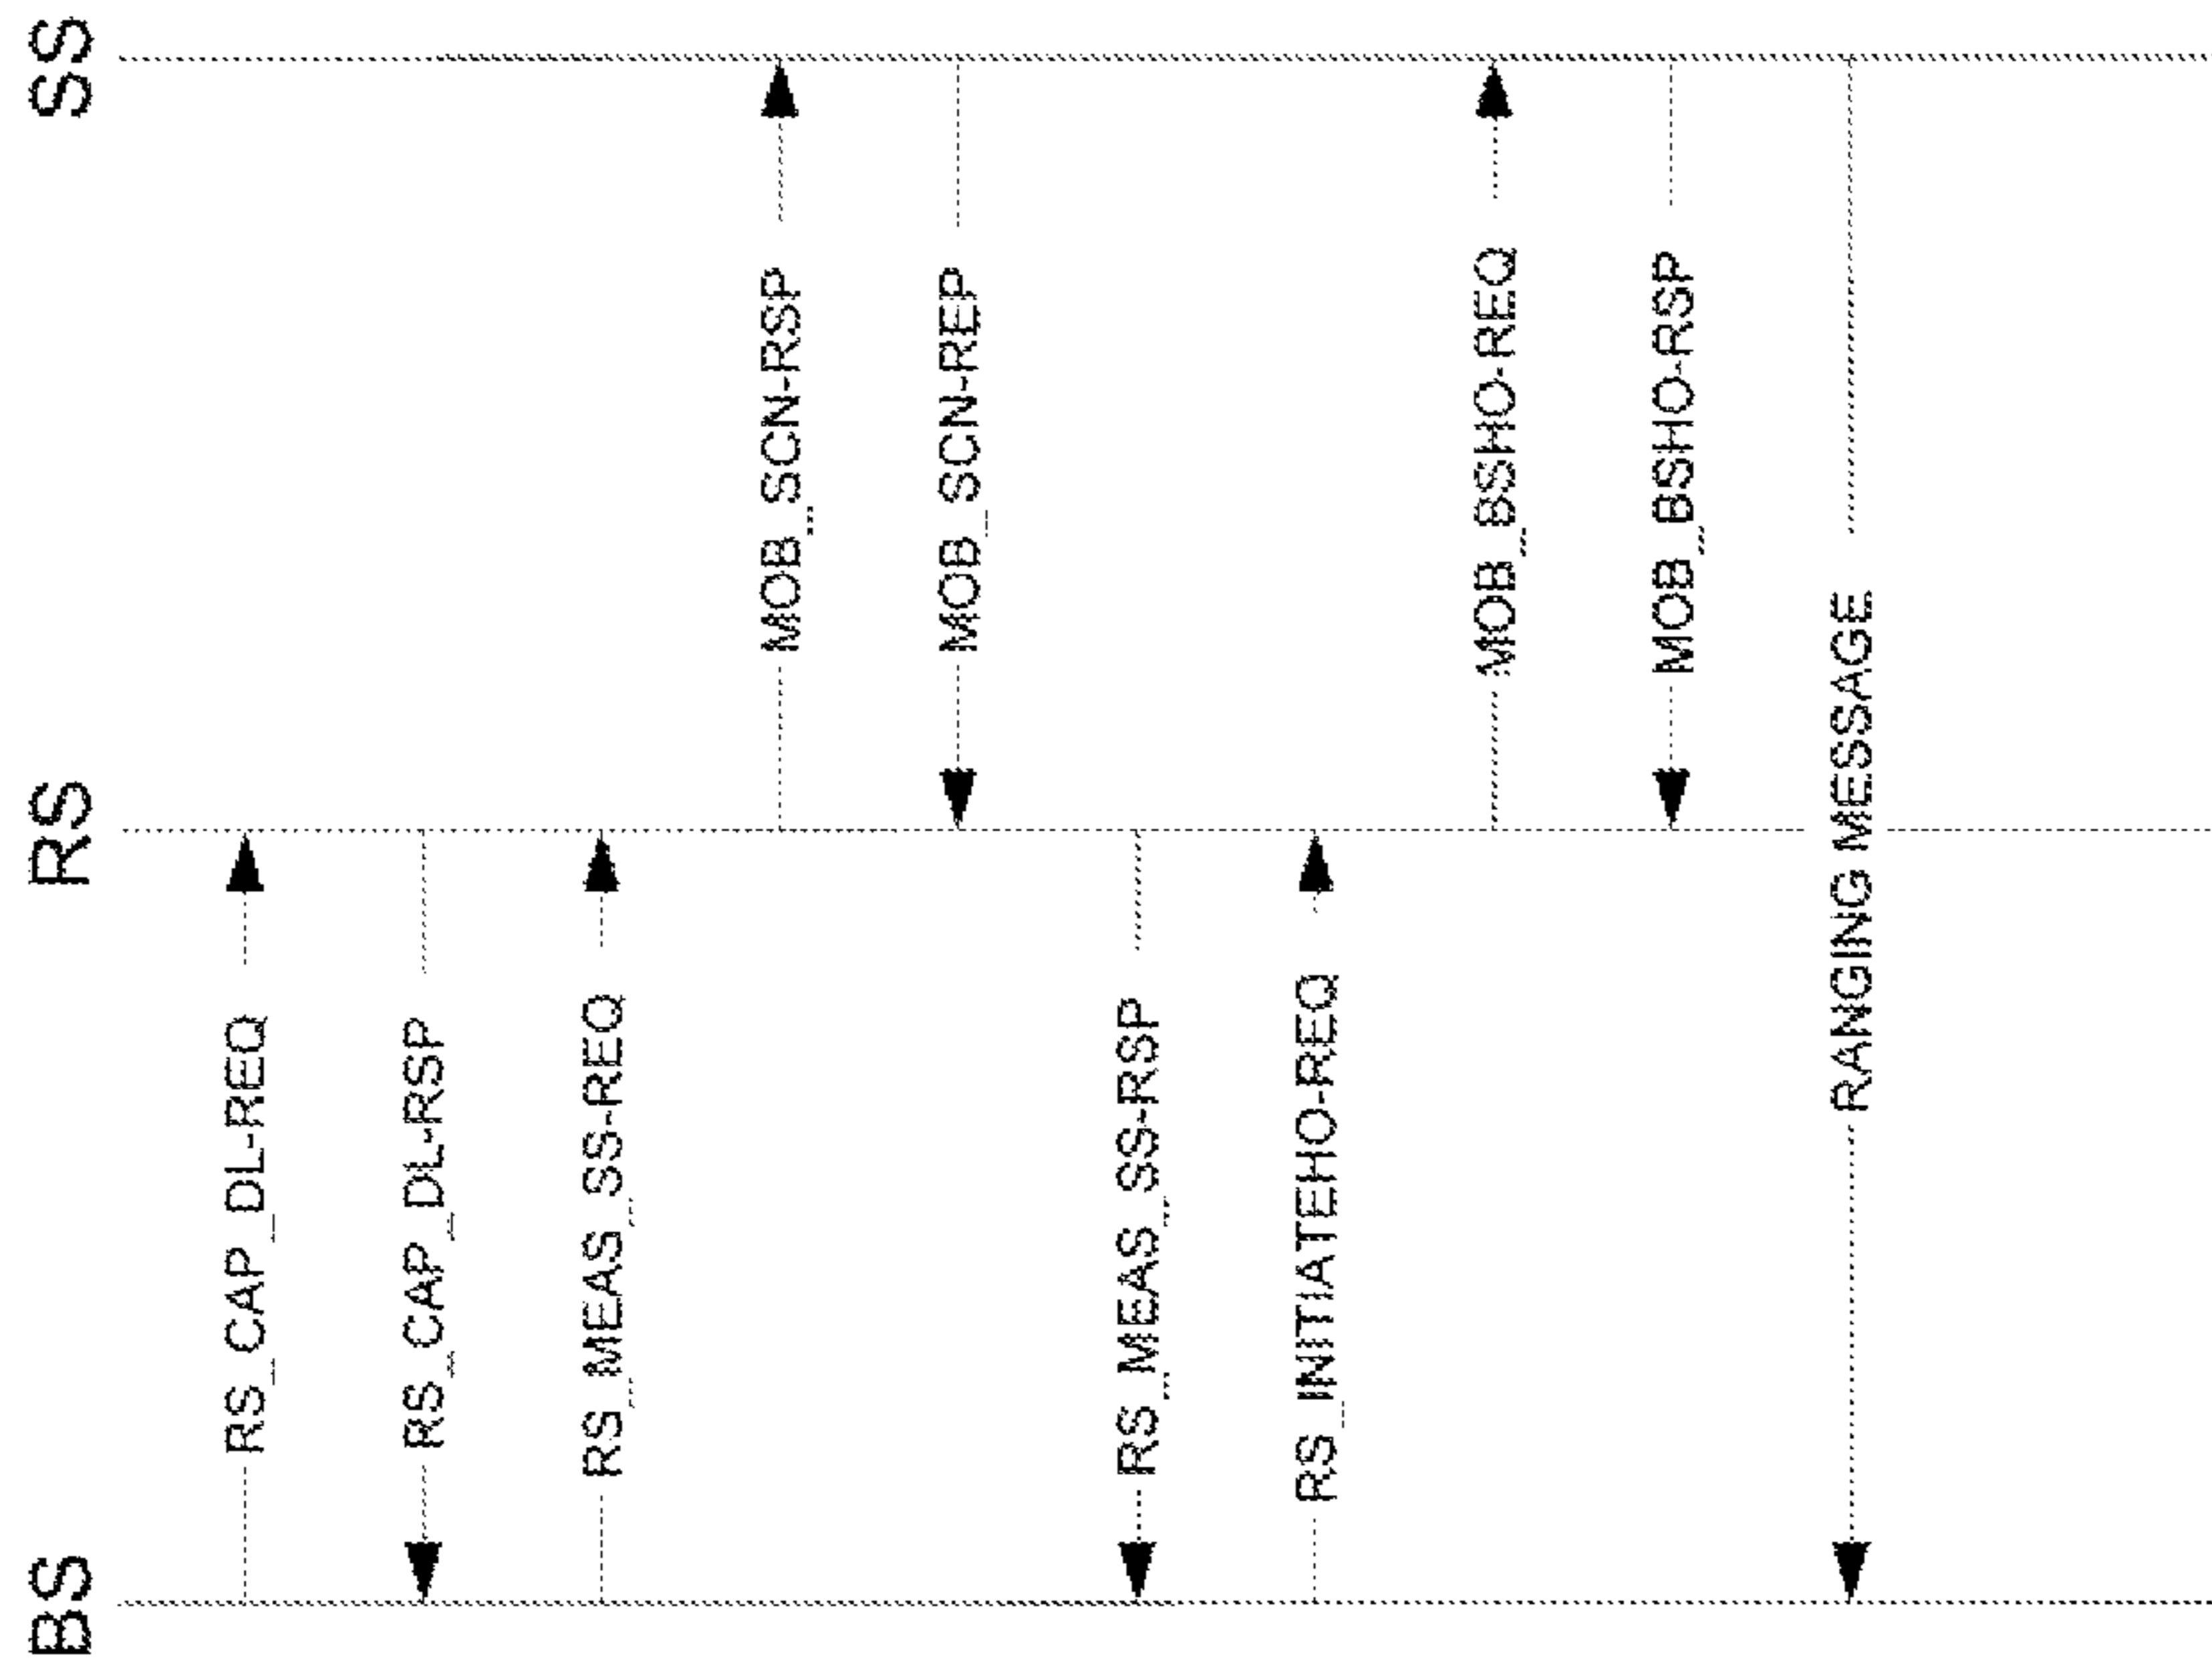 BS
RS
SS
RS_CAP_DL-REQ
RS_CAP_DL-RSP
RS_MEAS_SS-REQ
MOB_SCN-RSP
MOB_SCN-REP
RS_MEAS_SS-RSP
RS_INITIATEHO-REQ
MOB_BSHO-REQ
MOB_BSHO-RSP
RANGING MESSAGE